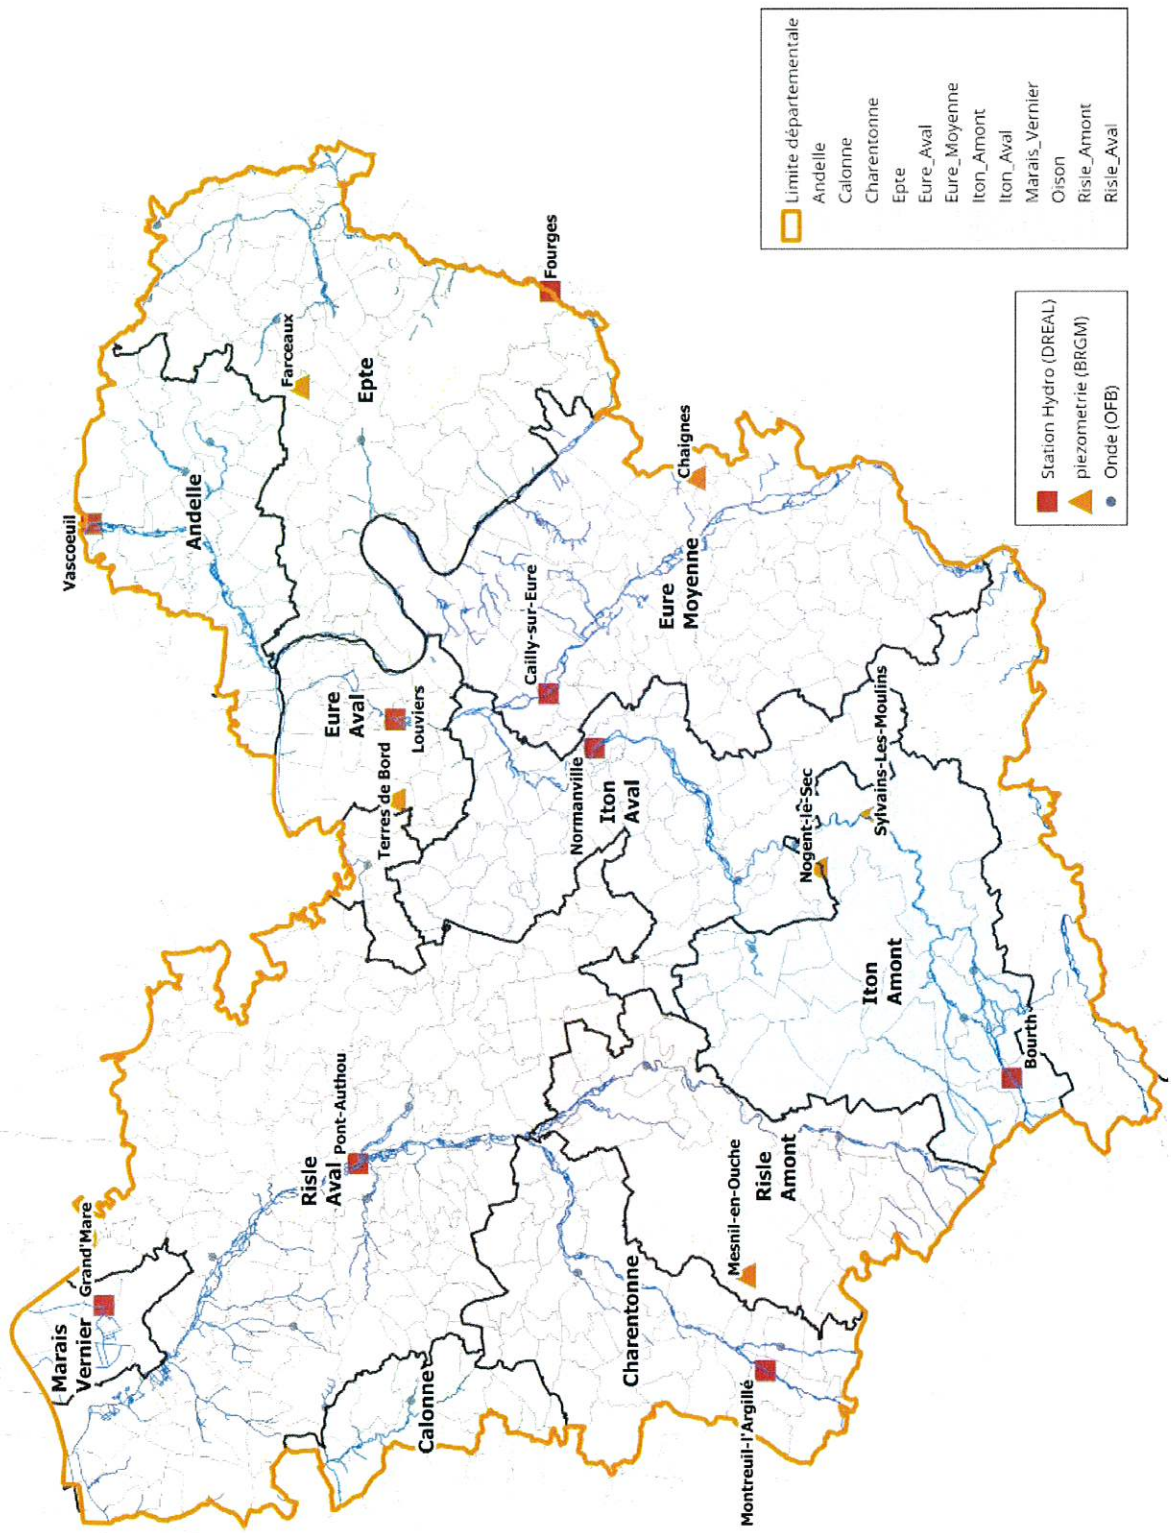 Marais
Vernier
Grand'Mare
Risle
Aval
Pont-Authou
Calonne
Charentonne
Montreuil-l'Argillé
Mesnil-en-Ouche
Risle
Amont
Bourth
Iton
Amont
Nogent-le-Sec
Sylvains-Les-Moulins
Normanville
Iton
Aval
Terres de Bord
Louviers
Eure
Aval
Cailly-sur-Eure
Eure
Moyenne
Chaignes
Vascoeuil
Andelle
Farceaux
Epte
Fourges
Station Hydro (DREAL)
piezometrie (BRGM)
Onde (OFB)
Limite départementale
Andelle
Calonne
Charentonne
Epte
Eure_Aval
Eure_Moyenne
Iton_Amont
Iton_Aval
Marais_Vernier
Oison
Risle_Amont
Risle_Aval